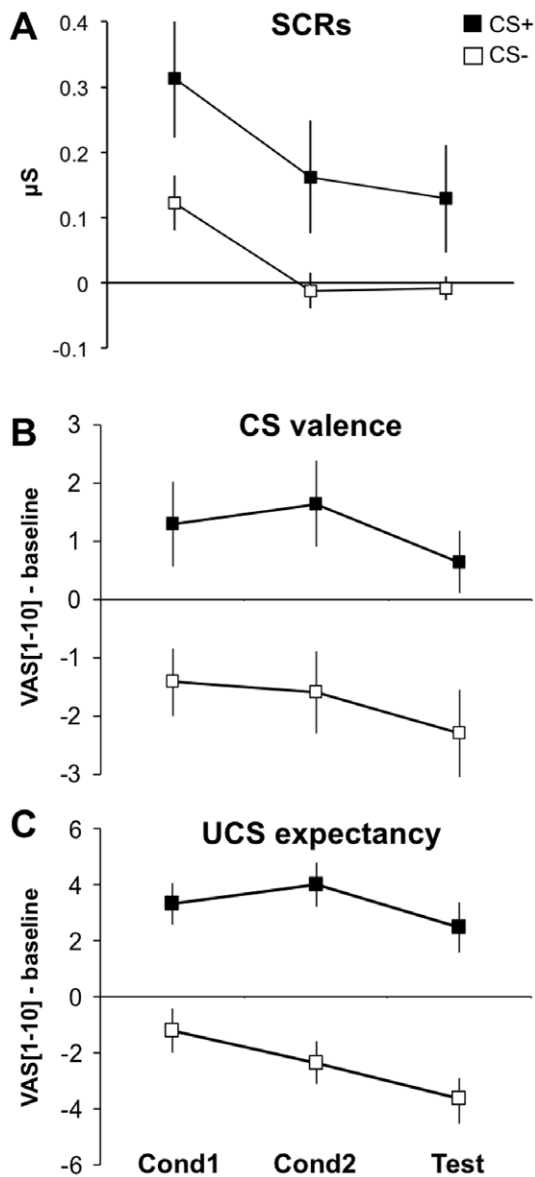 A
SCRs
CS+
CS-
0.4
0.3
0.2
0.1
0
-0.1
µS
B
CS valence
3
2
1
0
-1
-2
-3
VAS[1-10] - baseline
C
UCS expectancy
6
4
2
0
-2
-4
-6
VAS[1-10] - baseline
Cond1 Cond2 Test